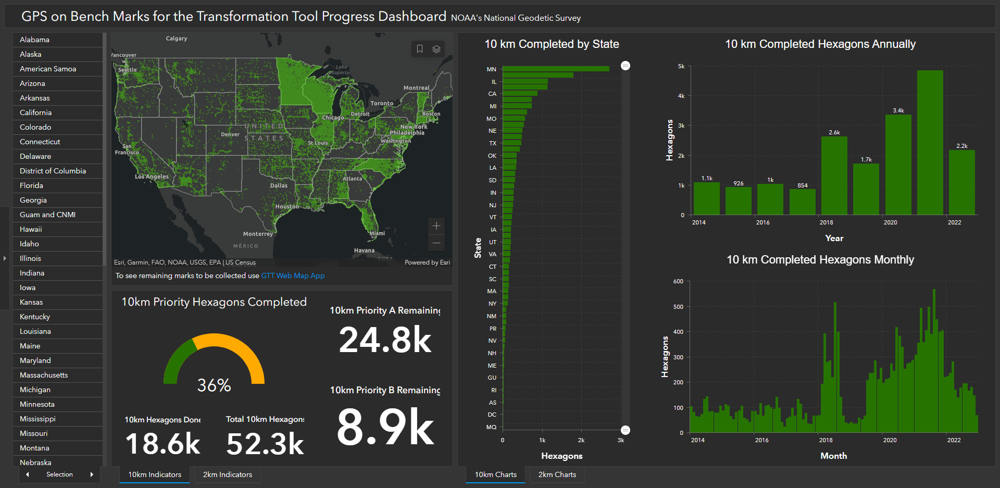 GPS on Bench Marks for the Transformation Tool Progress Dashboard NOAA's National Geodetic Survey
Alabama
Alaska
American Samoa
Arizona
Arkansas
California
Colorado
Connecticut
Delaware
District of Columbia
Florida
Georgia
Guam and CNMI
Hawaii
Idaho
Illinois
Indiana
Iowa
Kansas
Kentucky
Louisiana
Maine
Maryland
Massachusetts
Michigan
Minnesota
Mississippi
Missouri
Montana
Nebraska
Selection
Calgary
Vancouver
Seattle
Lake
Superior
Montreal
Toronto
Boston
Detroit
Chicago
New York
Philadelphia
UNITED
STATES
Denver
Washington
St Louis
San
Francisco
Los Angeles
Atlanta
Dallas
Houston
Monterrey
Miami
MÉXICO
Havana
CUBA
Esri, Garmin, FAO, NOAA, USGS, EPA | US Census
Powered by Esri
To see remaining marks to be collected use GTT Web Map App
10km Priority Hexagons Completed
36%
10km Hexagons Done
18.6k
Total 10km Hexagons
52.3k
10km Priority A Remaining
24.8k
10km Priority B Remaining
8.9k
10km Indicators
2km Indicators
10 km Completed by State
State
MN
IL
CA
MI
MO
NE
TX
OK
LA
SD
IN
NJ
VT
IA
UT
VA
CT
SC
MA
NY
NM
PR
NV
NH
ME
GU
RI
AS
DC
MQ
0 1k 2k 3k
Hexagons
10 km Completed Hexagons Annually
Hexagons
5k
4k
3k
2k
1k
0
1.1k
926
1k
854
2.6k
1.7k
3.4k
2.2k
2014 2016 2018 2020 2022
Year
10 km Completed Hexagons Monthly
Hexagons
600
500
400
300
200
100
0
2014 2016 2018 2020 2022
Month
10km Charts
2km Charts